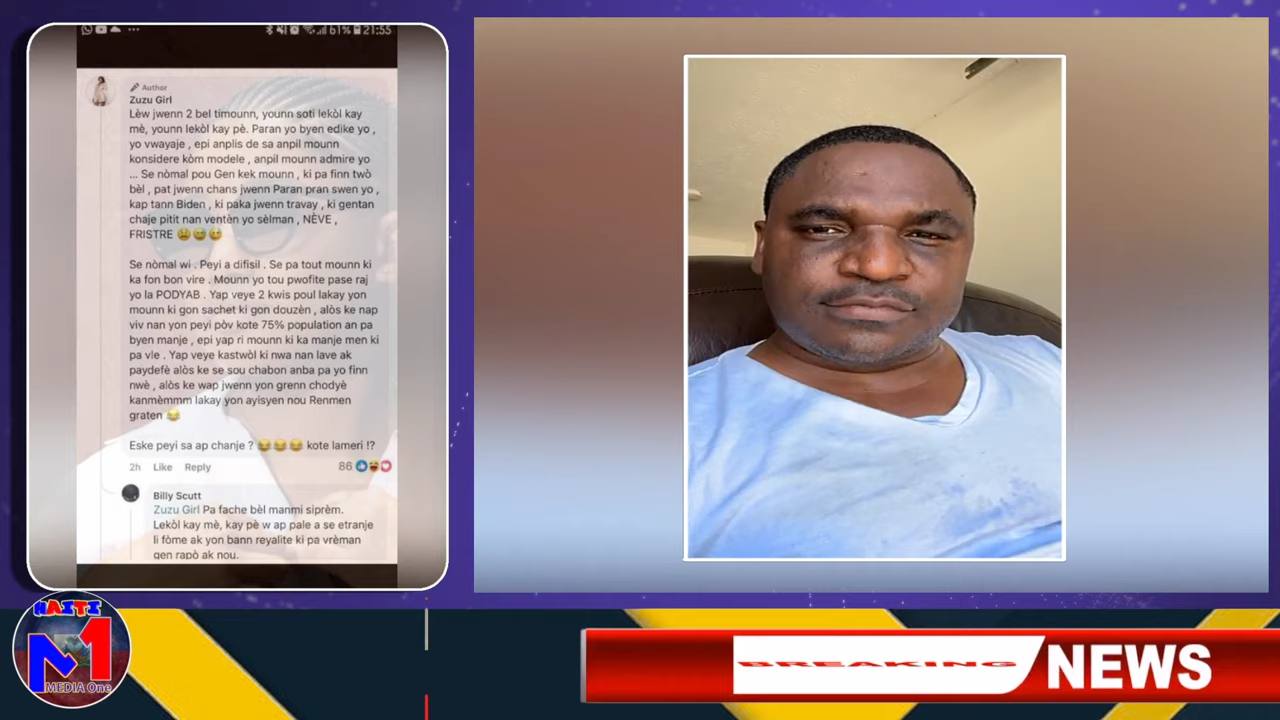 61% 21:55
Author
Zuzu Girl
Lèw jwenn 2 bel timounn, younn soti lekòl kay
mè, younn lekòl kay pè. Paran yo byen edike yo ,
yo vwayaje , epi anplis de sa anpil mounn
konsidere kòm modele , anpil mounn admire yo
... Se nòmal pou Gen kek mounn , ki pa finn twò
bèl , pat jwenn chans jwenn Paran pran swen yo ,
kap tann Biden , ki paka jwenn travay , ki gentan
chaje pitit nan ventèn yo sèlman , NÈVE ,
FRISTRE 😩😅😅
Se nòmal wi . Peyi a difisil . Se pa tout mounn ki
ka fon bon vire . Mounn yo tou pwofite pase raj
yo la PODYAB . Yap veye 2 kwis poul lakay yon
mounn ki gon sachet ki gon douzèn , alòs ke nap
viv nan yon peyi pòv kote 75% population an pa
byen manje , epi yap ri mounn ki ka manje men ki
pa vle . Yap veye kastwòl ki nwa nan lave ak
paydefè alòs ke se sou chabon anba pa yo finn
nwè , alòs ke wap jwenn yon grenn chodyè
kanmèmmm lakay yon ayisyen nou Renmen
graten 😂
Eske peyi sa ap chanje ? 😂😂😂 kote lameri !?
2h Like Reply 86
Billy Scutt
Zuzu Girl Pa fache bèl manmi siprèm.
Lekòl kay mè, kay pè w ap pale a se etranje
li fòme ak yon bann reyalite ki pa vrèman
gen rapò ak nou.
HAITI
M1
MEDIA One
BREAKING
NEWS